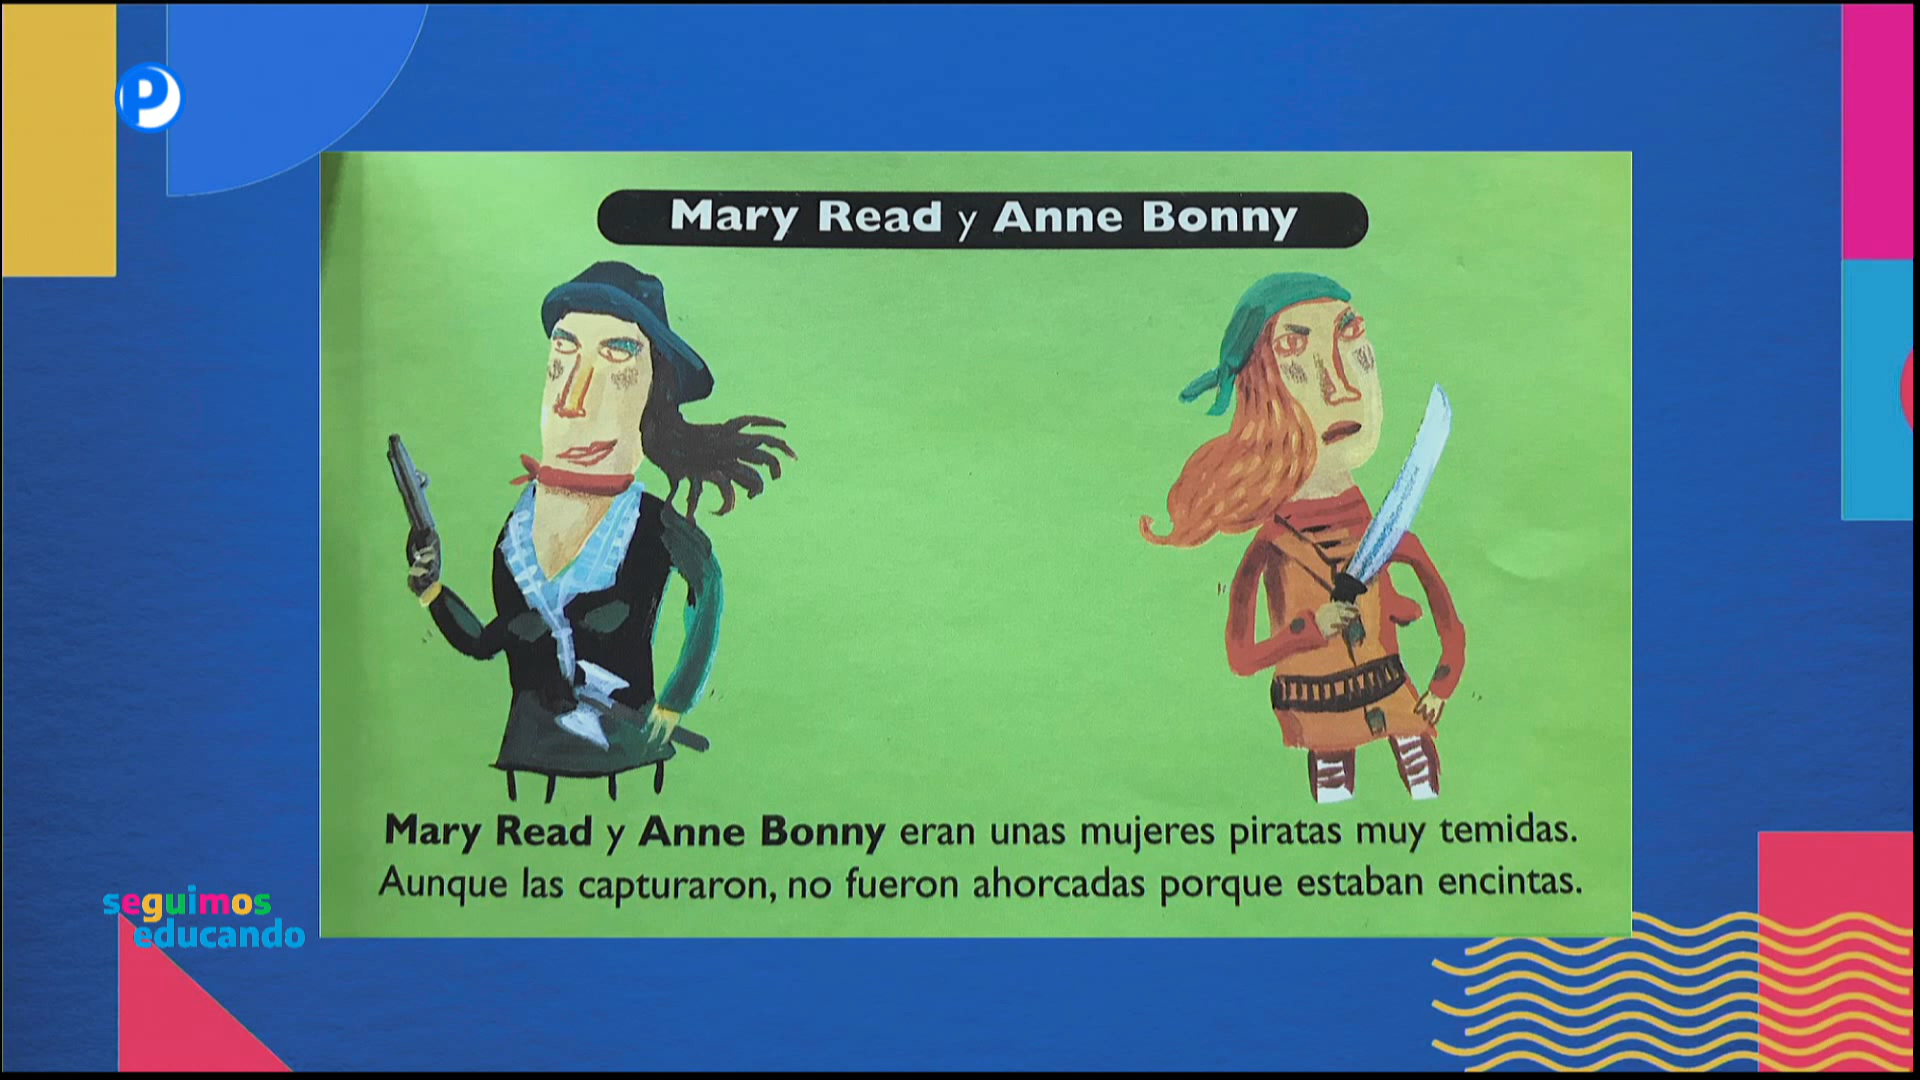 P
Mary Read y Anne Bonny
Mary Read y Anne Bonny eran unas mujeres piratas muy temidas.
Aunque las capturaron, no fueron ahorcadas porque estaban encintas.
seguimos
educando